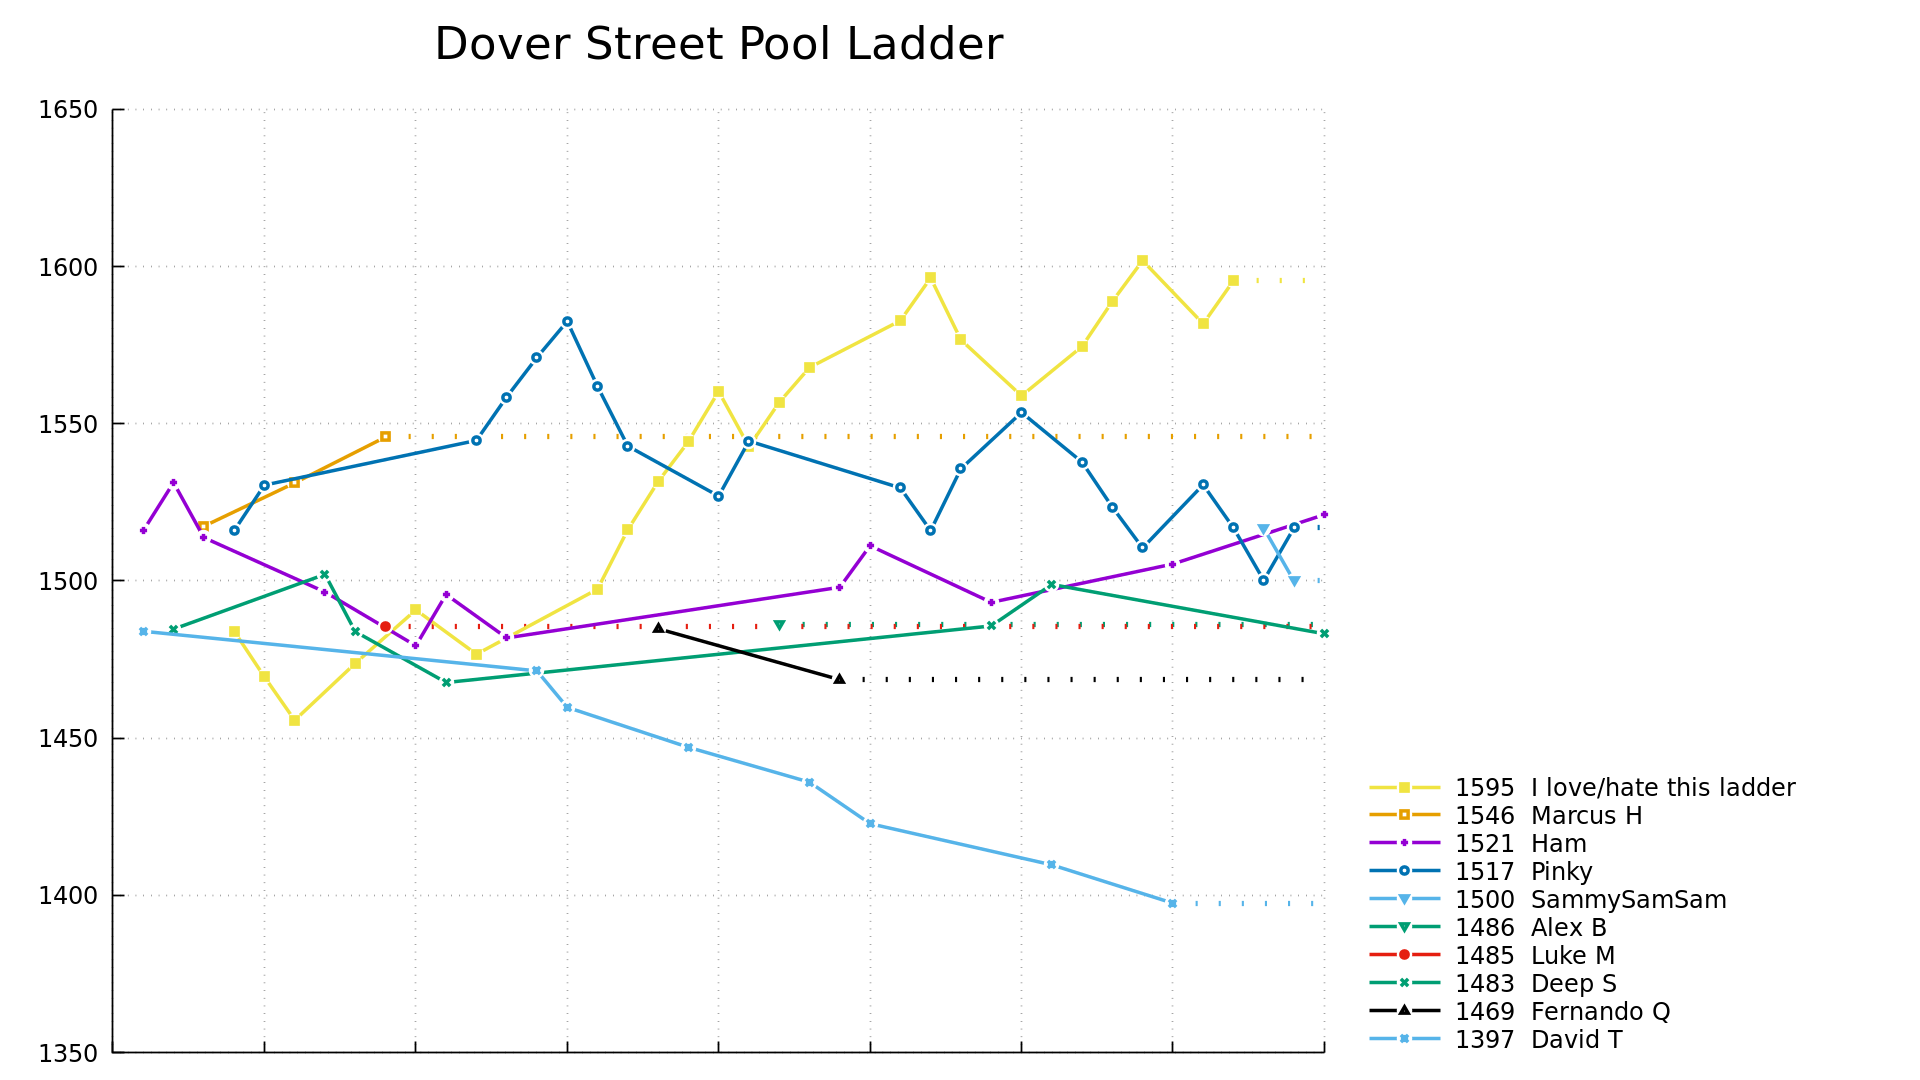 Dover Street Pool Ladder
1650
1600
1550
1500
1450
1400
1350
1595 I love/hate this ladder
1546 Marcus H
1521 Ham
1517 Pinky
1500 SammySamSam
1486 Alex B
1485 Luke M
1483 Deep S
1469 Fernando Q
1397 David T